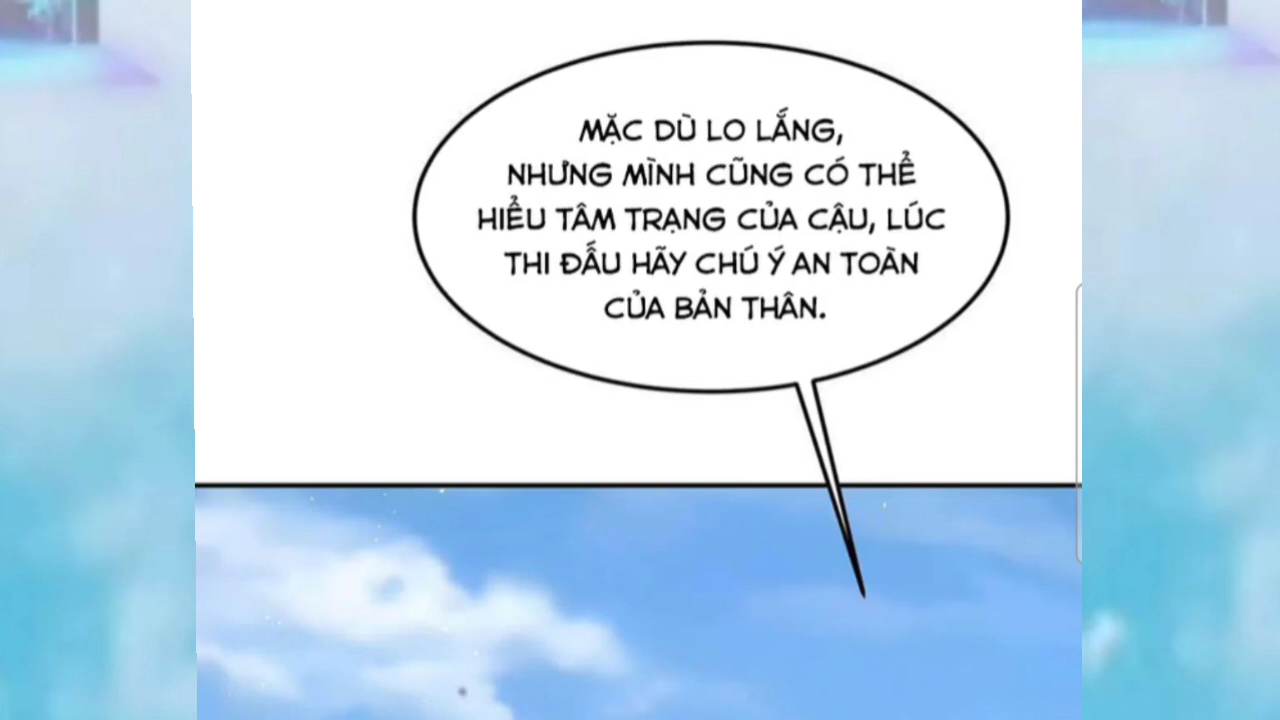 MẶC DÙ LO LẮNG,
NHƯNG MÌNH CŨNG CÓ THỂ
HIỂU TÂM TRẠNG CỦA CẬU, LÚC
THI ĐẤU HÃY CHÚ Ý AN TOÀN
CỦA BẢN THÂN.